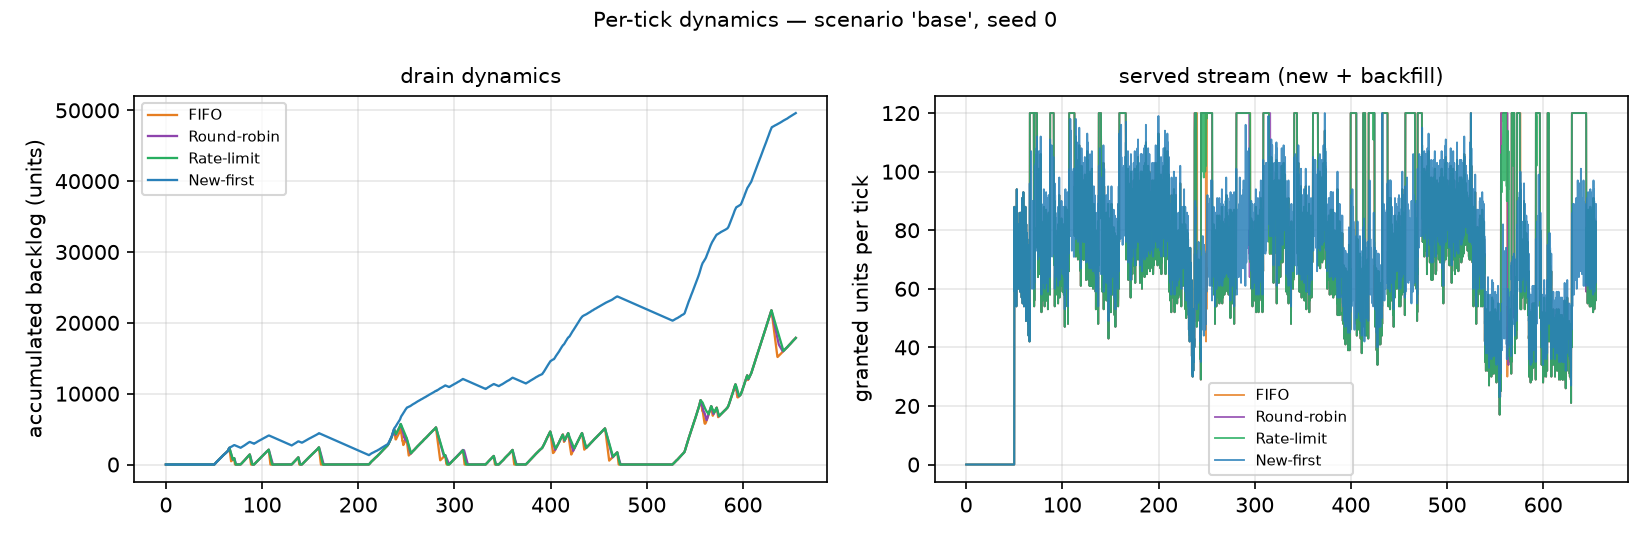 Per-tick dynamics — scenario 'base', seed 0
drain dynamics
accumulated backlog (units)
50000
40000
30000
20000
10000
0
FIFO
Round-robin
Rate-limit
New-first
0 100 200 300 400 500 600
served stream (new + backfill)
granted units per tick
120
100
80
60
40
20
0
FIFO
Round-robin
Rate-limit
New-first
0 100 200 300 400 500 600